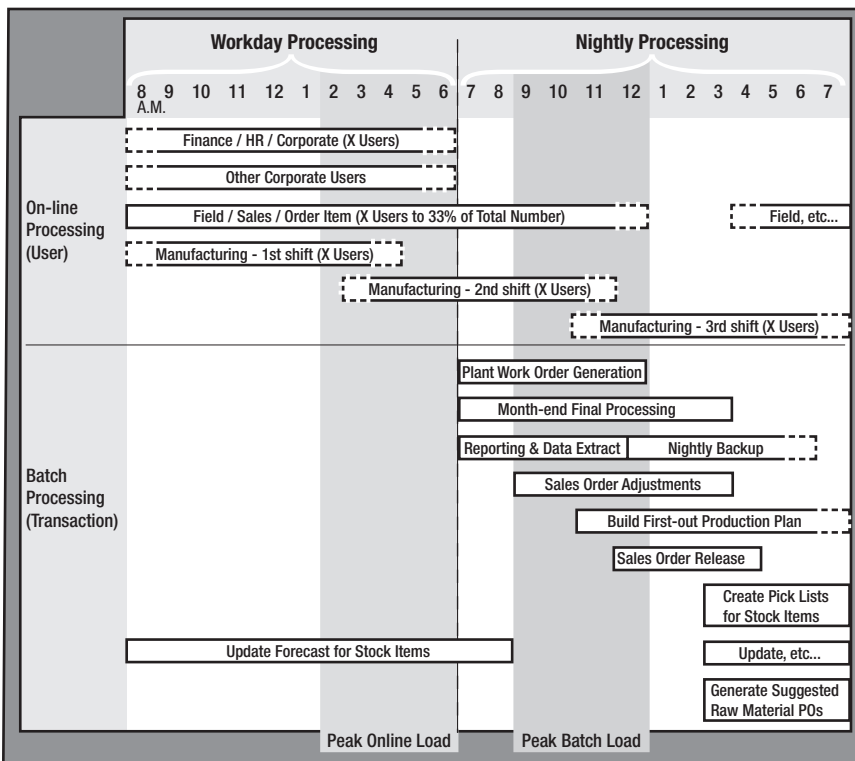 Workday Processing
Nightly Processing
8 9 10 11 12 1 2 3 4 5 6 7 8 9 10 11 12 1 2 3 4 5 6 7
A.M.
On-line
Processing
(User)
Finance / HR / Corporate (X Users)
Other Corporate Users
Field / Sales / Order Item (X Users to 33% of Total Number)
Field, etc...
Manufacturing - 1st shift (X Users)
Manufacturing - 2nd shift (X Users)
Manufacturing - 3rd shift (X Users)
Batch
Processing
(Transaction)
Plant Work Order Generation
Month-end Final Processing
Reporting & Data Extract
Nightly Backup
Sales Order Adjustments
Build First-out Production Plan
Sales Order Release
Create Pick Lists
for Stock Items
Update Forecast for Stock Items
Update, etc...
Generate Suggested
Raw Material POs
Peak Online Load
Peak Batch Load